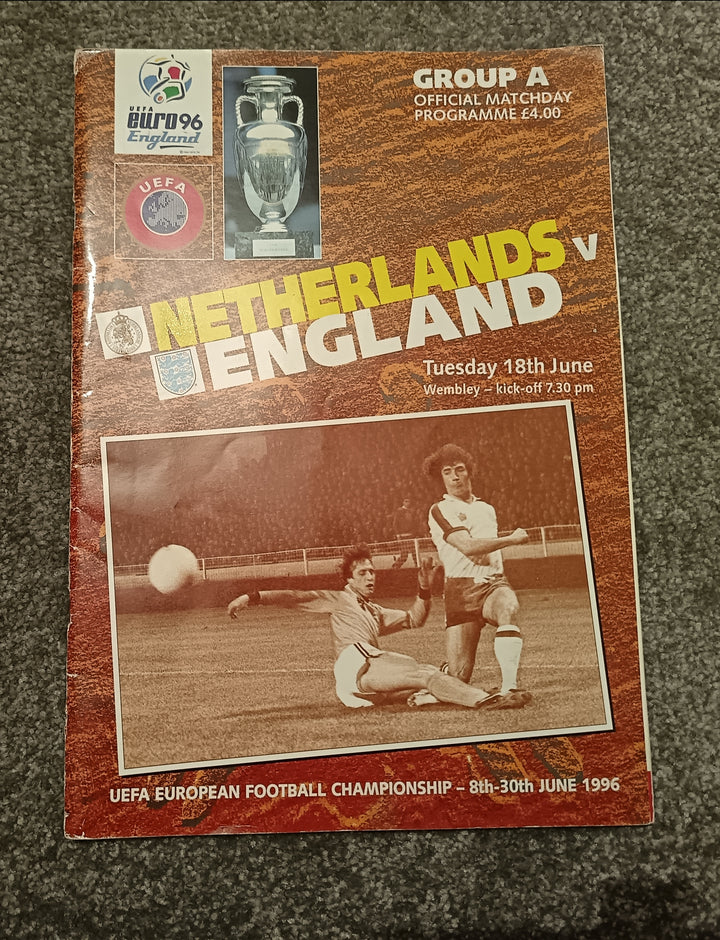 UEFA
euro96
England
UEFA
GROUP A
OFFICIAL MATCHDAY
PROGRAMME £4.00
NETHERLANDS v
ENGLAND
Tuesday 18th June
Wembley – kick-off 7.30 pm
UEFA EUROPEAN FOOTBALL CHAMPIONSHIP – 8th-30th JUNE 1996